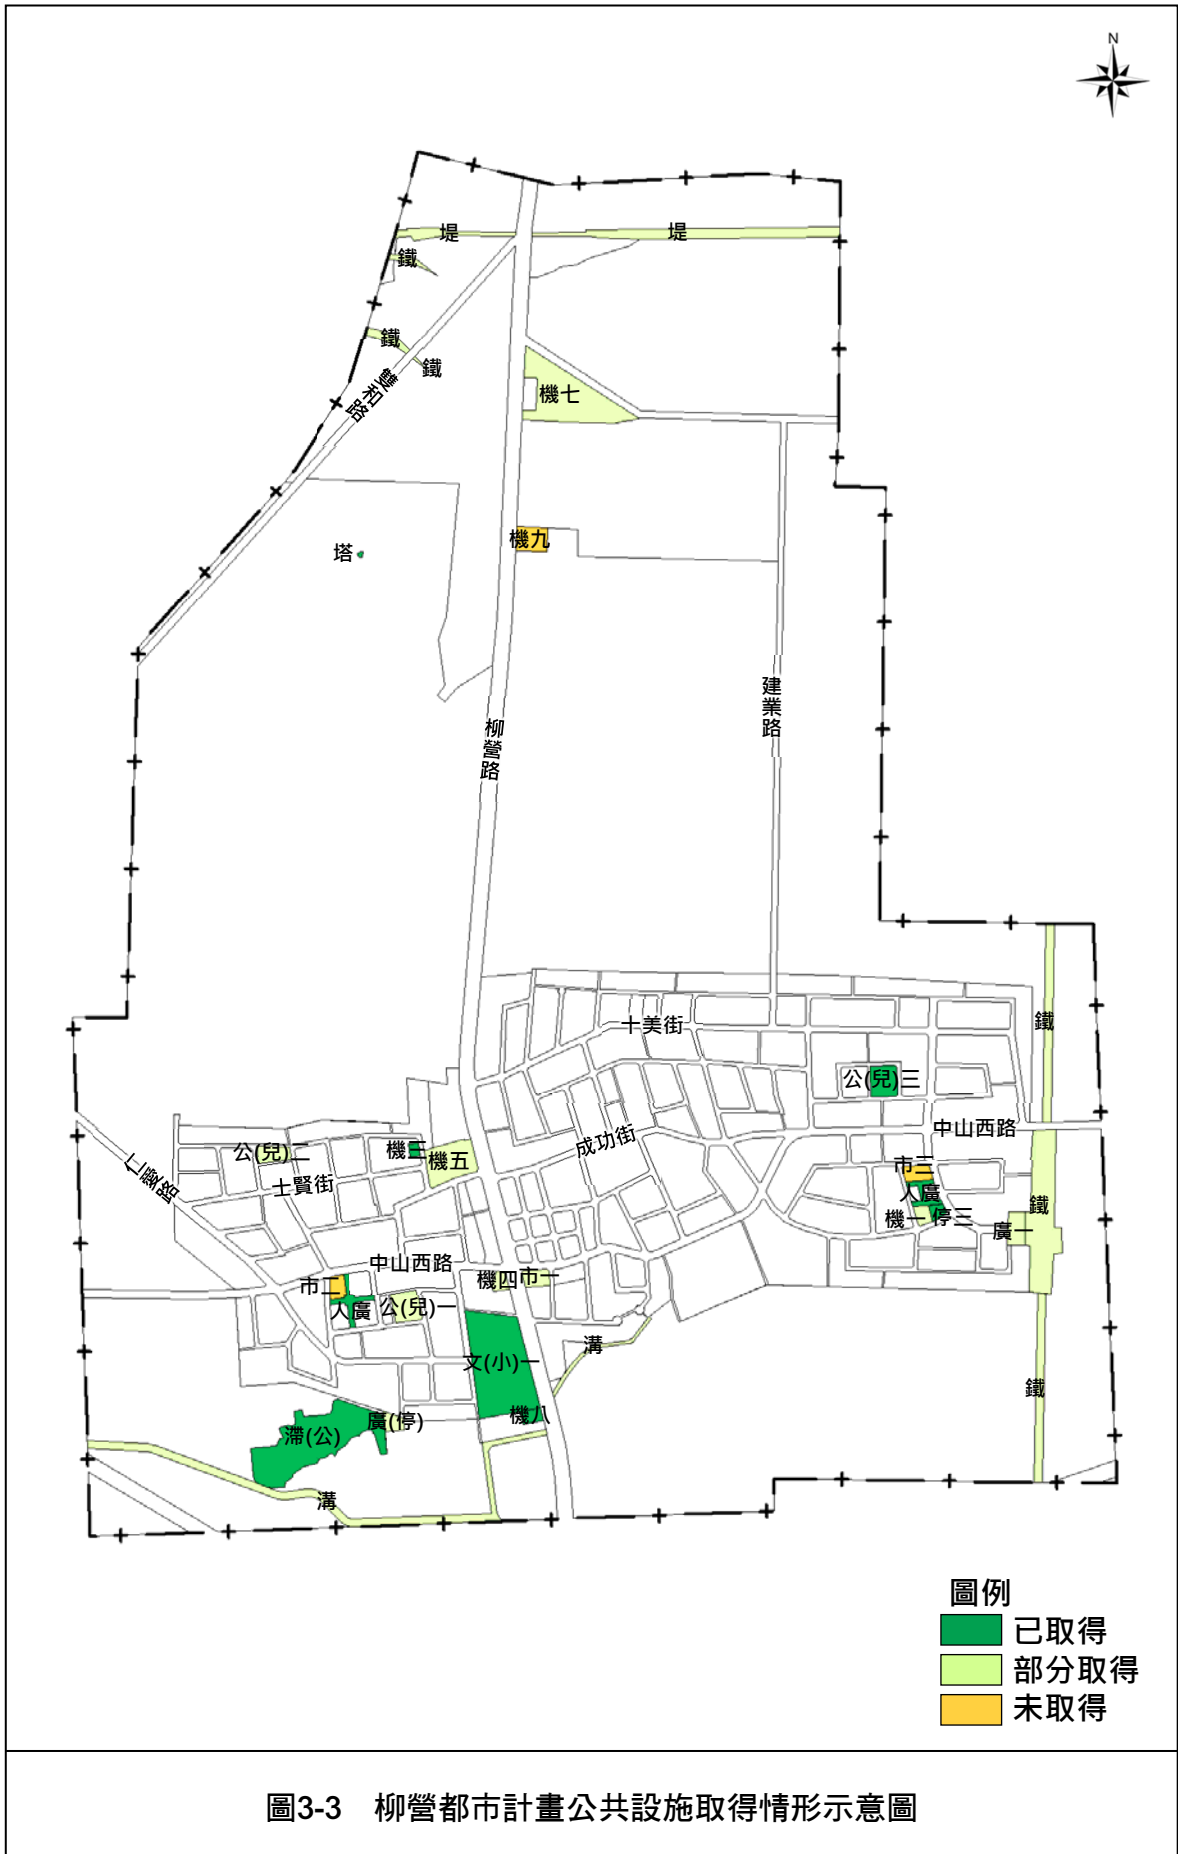 N
堤
堤
鐵
鐵
鐵
雙和路
機七
機九
塔
建業路
柳營路
十美街
鐵
公(兒)三
中山西路
成功街
公(兒)二
機三
機五
仁愛路
士賢街
市三
人廣
機一
停三
鐵
廣一
中山西路
機四
市一
市二
人廣
公(兒)一
溝
文(小)一
鐵
機八
廣(停)
滯(公)
溝
圖例
已取得
部分取得
未取得
圖3-3 柳營都市計畫公共設施取得情形示意圖